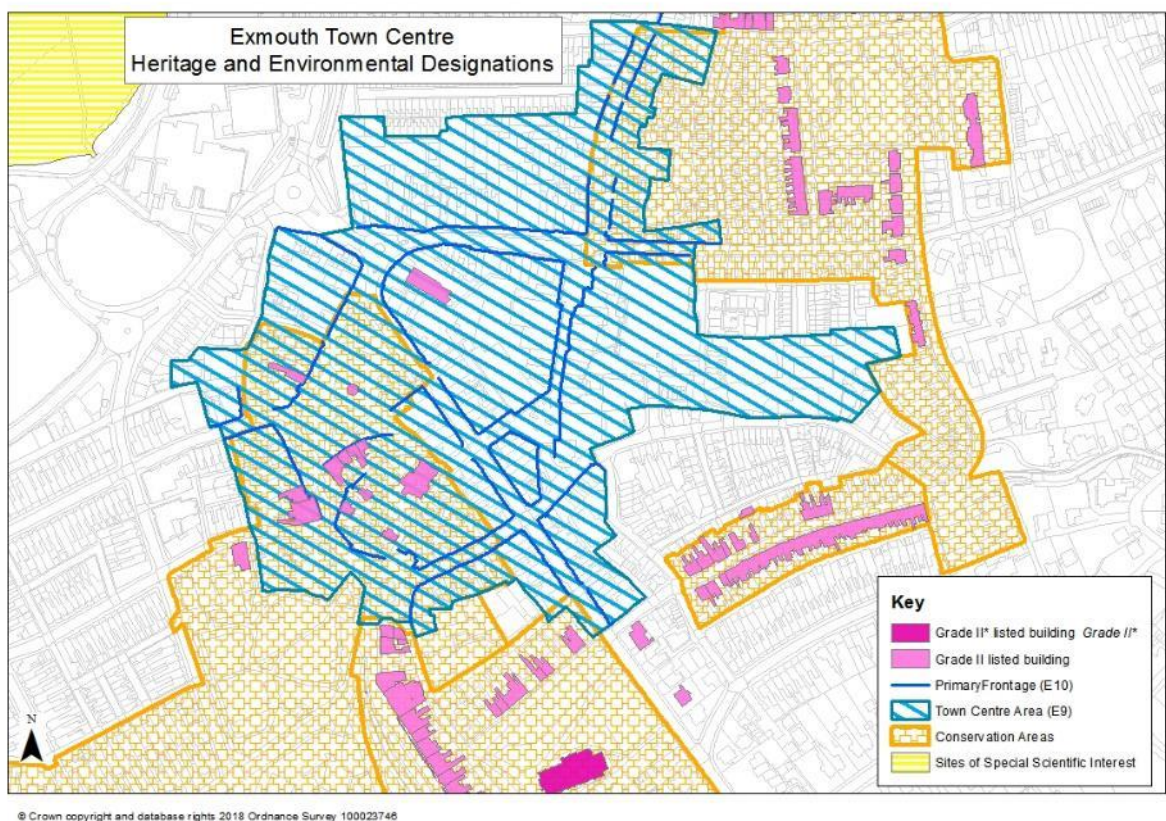 Exmouth Town Centre
Heritage and Environmental Designations
N
Key
Grade II* listed building Grade II*
Grade II listed building
PrimaryFrontage (E10)
Town Centre Area (E9)
Conservation Areas
Sites of Special Scientific Interest
© Crown copyright and database rights 2018 Ordnance Survey 100023746